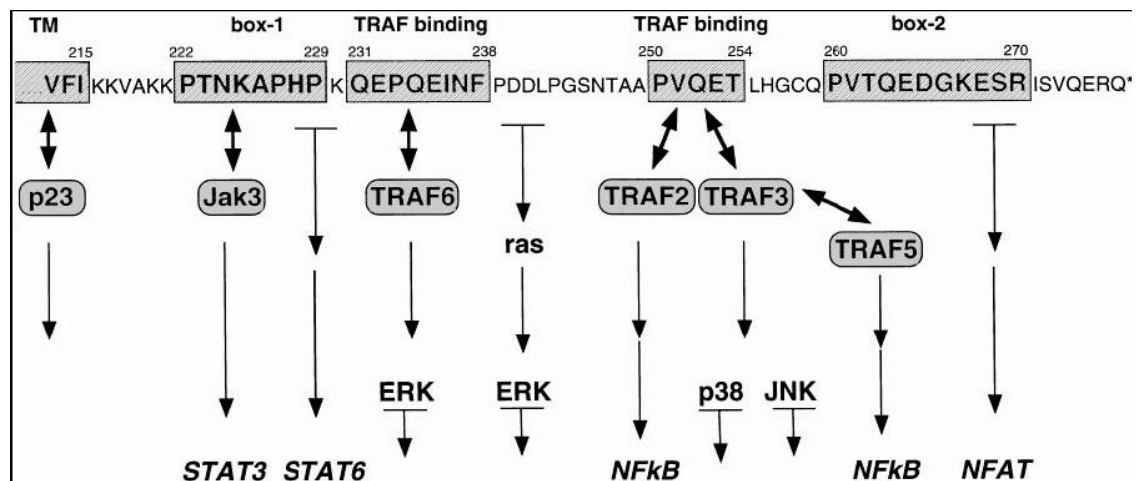 TM box-1 TRAF binding TRAF binding box-2
215 222 229 231 238 250 254 260 270
....VFI KKVAKK PTNKAPHP K QEPQEINF PDDLPGSNTAA PVQET LHGCQ PVTQEDGKESR ISVQERQ*
p23 Jak3 TRAF6 TRAF2 TRAF3
ras TRAF5
ERK ERK p38 JNK
STAT3 STAT6 NFkB NFkB NFAT